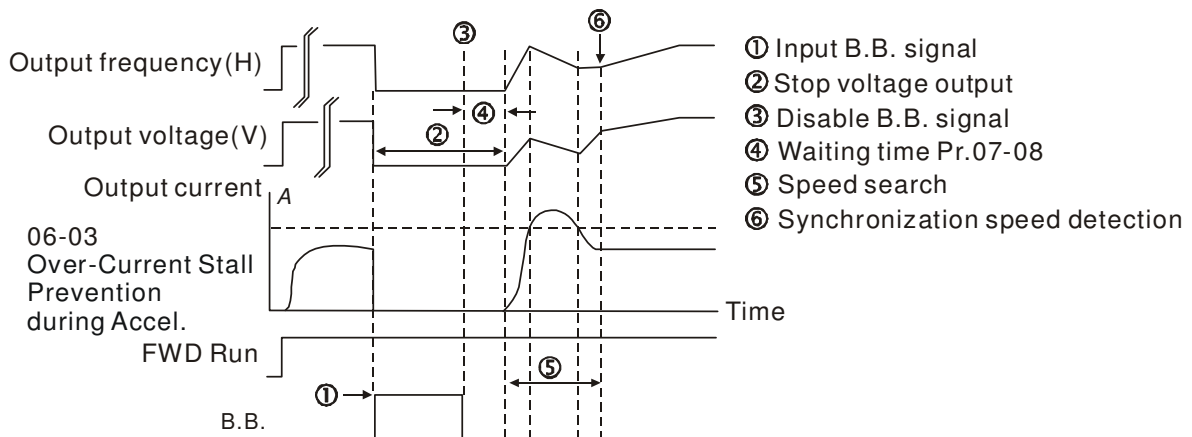 Output frequency(H)
Output voltage(V)
Output current
A
06-03
Over-Current Stall
Prevention
during Accel.
FWD Run
B.B.
Time
③
⑥
④
②
⑤
①
① Input B.B. signal
② Stop voltage output
③ Disable B.B. signal
④ Waiting time Pr.07-08
⑤ Speed search
⑥ Synchronization speed detection